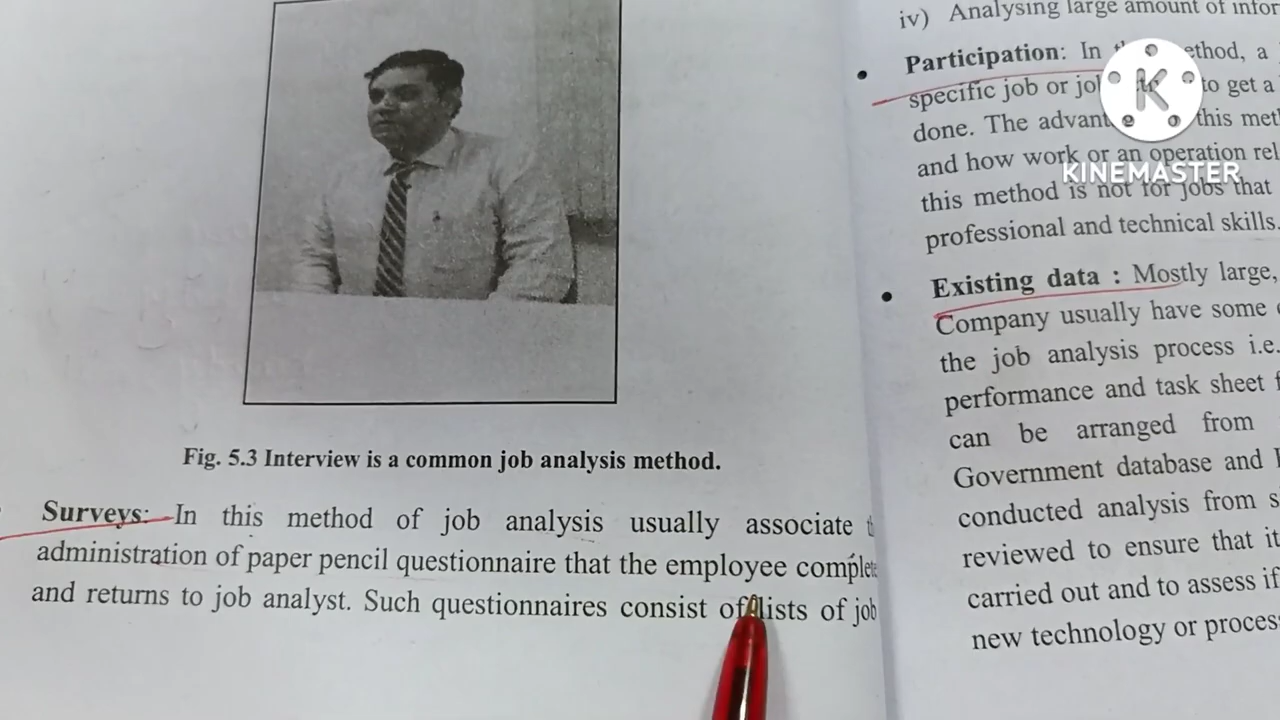 Fig. 5.3 Interview is a common job analysis method.
Surveys: In this method of job analysis usually associate
administration of paper pencil questionnaire that the employee complete
and returns to job analyst. Such questionnaires consist of lists of job
iv) Analysing large amount of infor
Participation: In ethod, a
specific job or to get a
done. The this met
and how work or an operation rel
this method is not for jobs that
professional and technical skills.
Existing data : Mostly large,
Company usually have some
the job analysis process i.e.
performance and task sheet f
can be arranged from
Government database and
conducted analysis from s
reviewed to ensure that it
carried out and to assess if
new technology or process
K
KINEMASTER